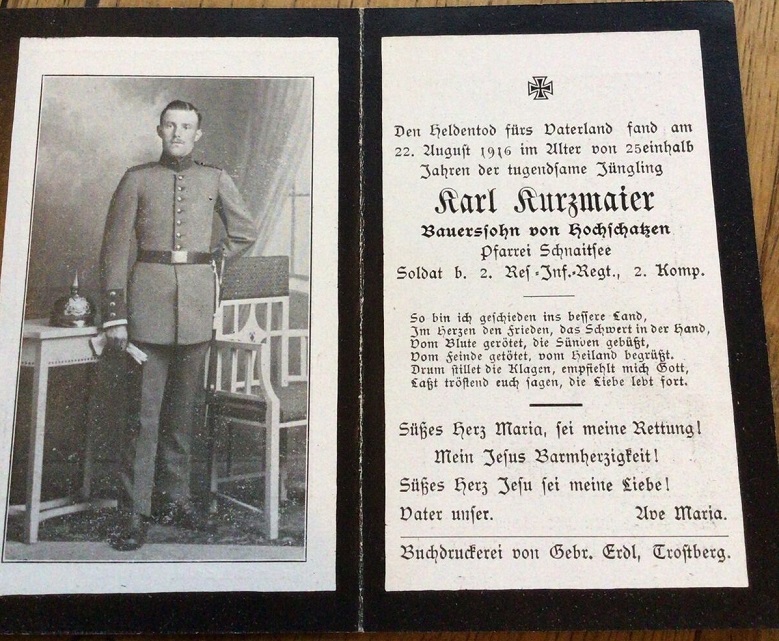 Den Heldentod fürs Vaterland fand am
22. August 1916 im Alter von 25einhalb
Jahren der tugendsame Jüngling
Karl Kurzmaier
Bauerssohn von Hochschatzen
Pfarrei Schnaitsee
Soldat b. 2. Res.-Inf.-Regt., 2. Komp.
So bin ich geschieden ins bessere Land,
Im Herzen den Frieden, das Schwert in der Hand,
Vom Blute gerötet, die Sünden gebüßt,
Vom Feinde getötet, vom Heiland begrüßt.
Drum stillet die Klagen, empfiehlt mich Gott,
Laßt tröstend euch sagen, die Liebe lebt fort.
Süßes Herz Maria, sei meine Rettung!
Mein Jesus Barmherzigkeit!
Süßes Herz Jesu sei meine Liebe!
Vater unser. Ave Maria.
Buchdruckerei von Gebr. Erdl, Trostberg.